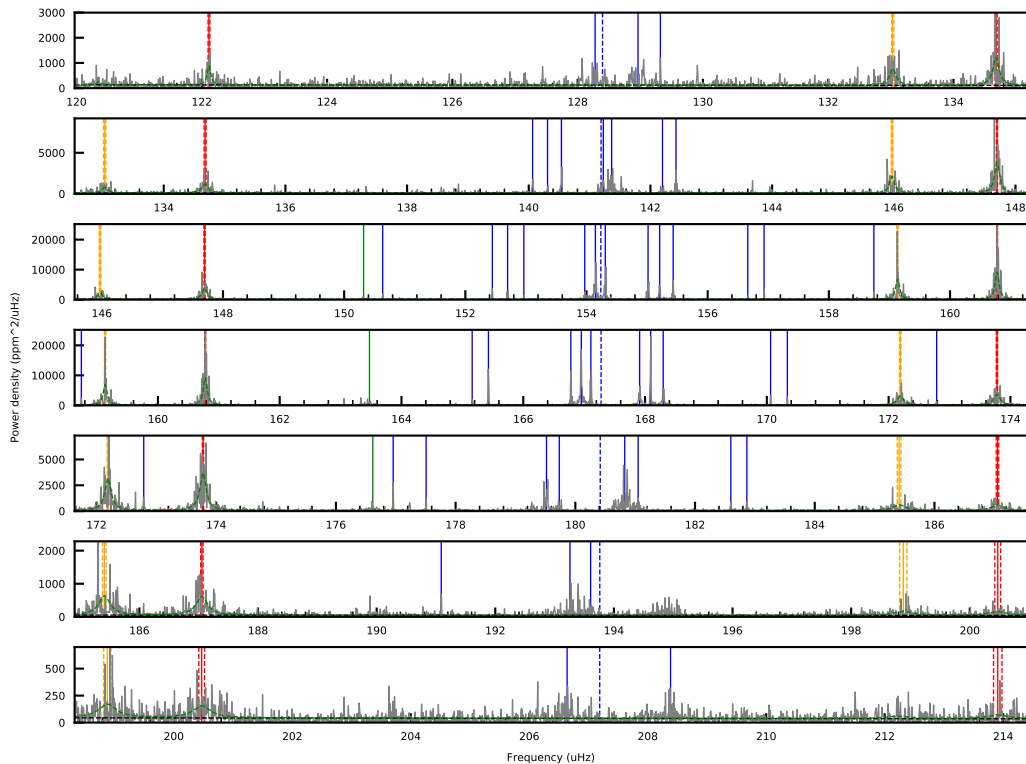 3000
2000
1000
0
120 122 124 126 128 130 132 134
5000
0
134 136 138 140 142 144 146 148
20000
10000
0
146 148 150 152 154 156 158 160
20000
10000
0
160 162 164 166 168 170 172 174
5000
2500
0
172 174 176 178 180 182 184 186
2000
1000
0
186 188 190 192 194 196 198 200
500
250
0
200 202 204 206 208 210 212 214
Power density (ppm^2/uHz)
Frequency (uHz)